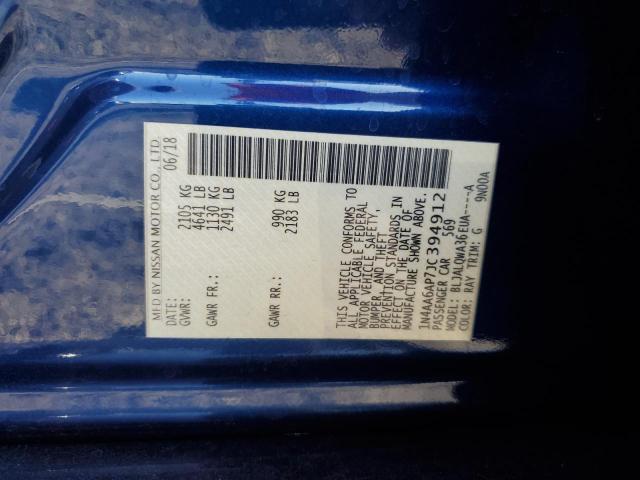 MFD BY NISSAN MOTOR CO., LTD.
06/18
GVWR: 2105 KG
4641 LB
GAWR FR.: 1130 KG
2491 LB
GAWR RR.: 990 KG
2183 LB
THIS VEHICLE CONFORMS TO
ALL APPLICABLE FEDERAL
MOTOR VEHICLE SAFETY,
BUMPER, AND THEFT
PREVENTION STANDARDS IN
EFFECT ON THE DATE OF
MANUFACTURE SHOWN ABOVE.
1N4AA6AP7JC394912
PASSENGER CAR 569
MODEL: BLJALQWA36EUA----A
COLOR: RAY TRIM: G 9N00A